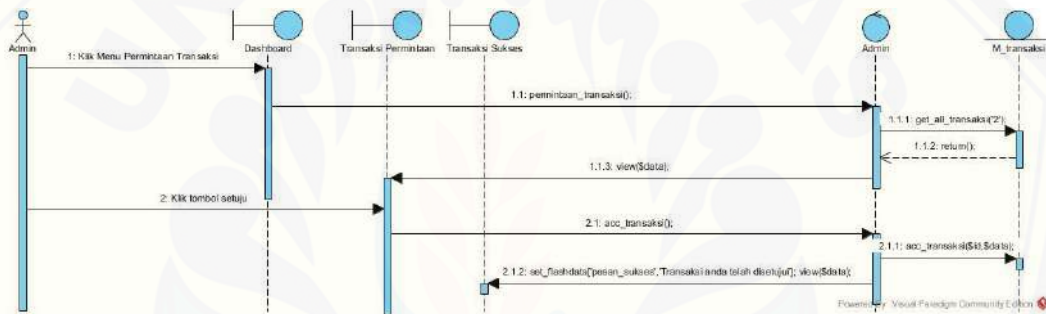 Admin
Dashboard
Transaksi Permintaan
Transaksi Sukses
Admin
M_transaksi
1: Klik Menu Permintaan Transaksi
1.1: permintaan_transaksi();
1.1.1: get_all_transaksi('2');
1.1.2: return();
1.1.3: view($data);
2: Klik tombol setuju
2.1: acc_transaksi();
2.1.1: acc_transaksi($id,$data);
2.1.2: set_flashdata['pesan_sukses','Transaksi anda telah disetujui']; view($data);
Powered By Visual Paradigm Community Edition